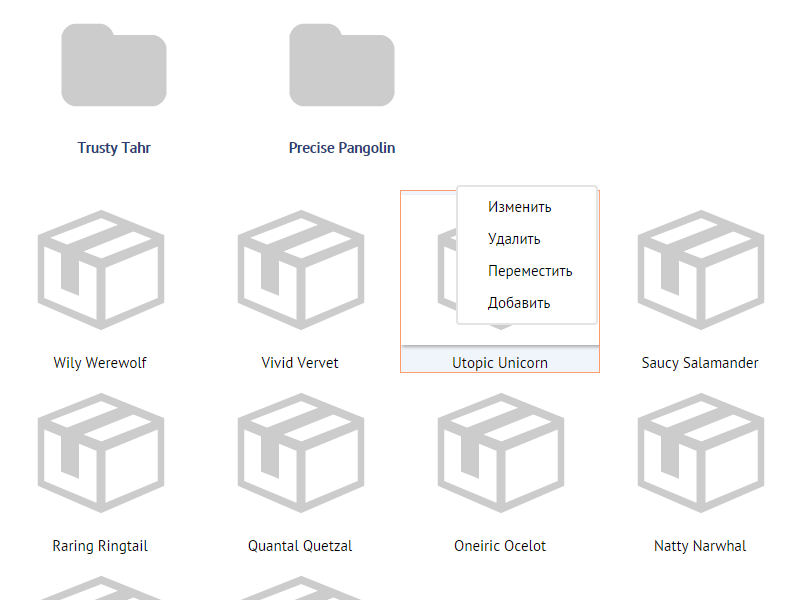 Trusty Tahr
Precise Pangolin
Изменить
Удалить
Переместить
Добавить
Wily Werewolf
Vivid Vervet
Utopic Unicorn
Saucy Salamander
Raring Ringtail
Quantal Quetzal
Oneiric Ocelot
Natty Narwhal